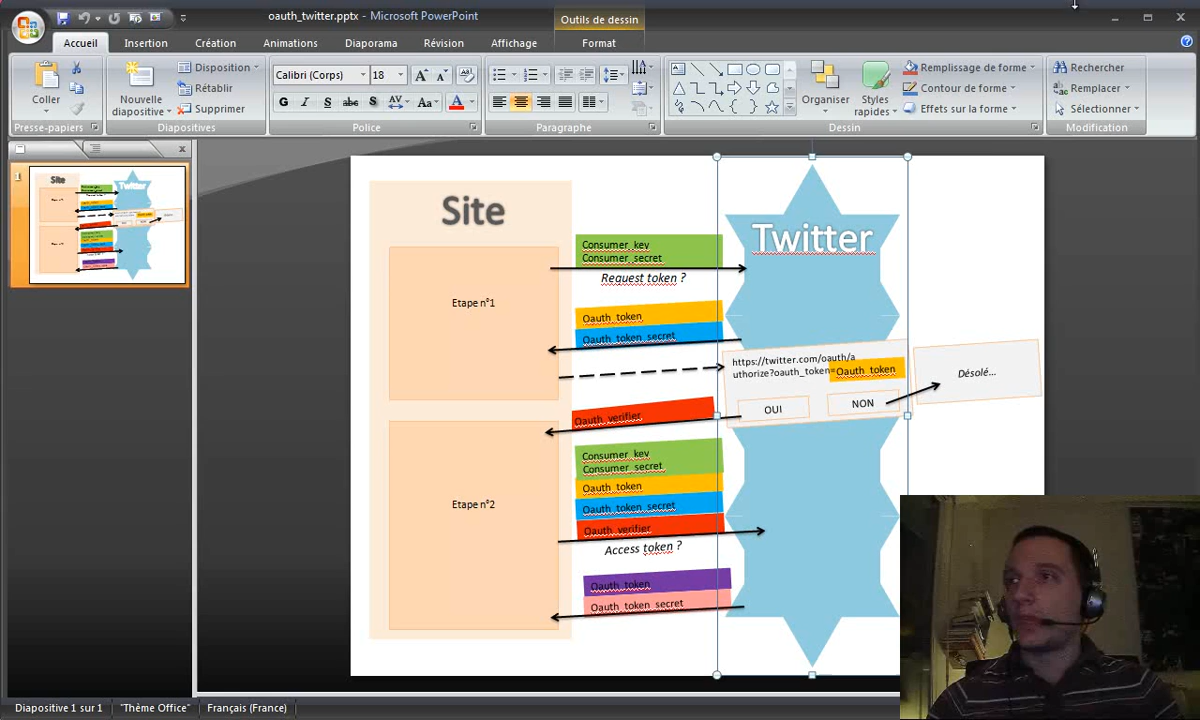 oauth_twitter.pptx - Microsoft PowerPoint
Outils de dessin
Accueil
Insertion
Création
Animations
Diaporama
Révision
Affichage
Format
Coller
Presse-papiers
Nouvelle
diapositive
Disposition
Rétablir
Supprimer
Diapositives
Calibri (Corps)
18
G I S abc S AV Aa A
Police
Paragraphe
Organiser
Styles
rapides
Remplissage de forme
Contour de forme
Effets sur la forme
Dessin
Rechercher
Remplacer
Sélectionner
Modification
1
Site
Twitter
Etape n°1
Consumer_key
Consumer_secret
Request token ?
Oauth_token
Oauth_token_secret
https://twitter.com/oauth/a
uthorize?oauth_token=
Oauth_token
OUI
NON
Désolé...
Oauth_verifier
Etape n°2
Consumer_key
Consumer_secret
Oauth_token
Oauth_token_secret
Oauth_verifier
Access token ?
Oauth_token
Oauth_token_secret
Diapositive 1 sur 1
"Thème Office"
Français (France)